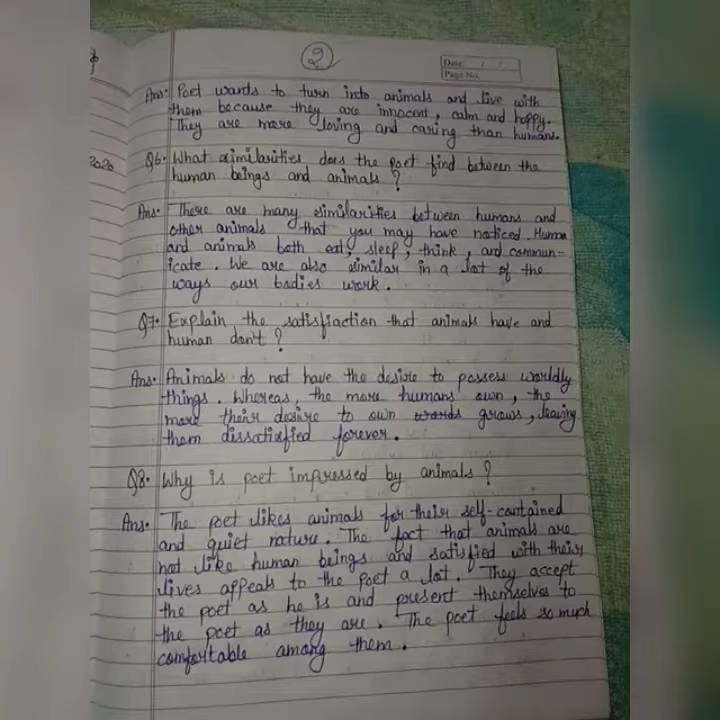 2
Date / /
Page No.
Ans. Poet wants to turn into animals and live with
them because they are innocent, calm and happy.
They are more loving and caring than humans.
2020
Q6. What similarities does the poet find between the
human beings and animals?
Ans. There are many similarities between humans and
other animals that you may have noticed. Human
and animals both eat, sleep, think, and commun-
icate. We are also similar in a lot of the
ways our bodies work.
Q7. Explain the satisfiaction that animals have and
human don't?
Ans. Animals do not have the desire to possess worldly
things. Whereas, the more humans own, the
more their desire to own words grows, leaving
them dissatisfied forever.
Q8. Why is poet impressed by animals?
Ans. The poet likes animals for their self-contained
and quiet nature. The fact that animals are
not like human beings and satisfied with their
lives appeals to the poet a lot. They accept
the poet as he is and present themselves to
the poet as they are. The poet feels so much
comfortable among them.